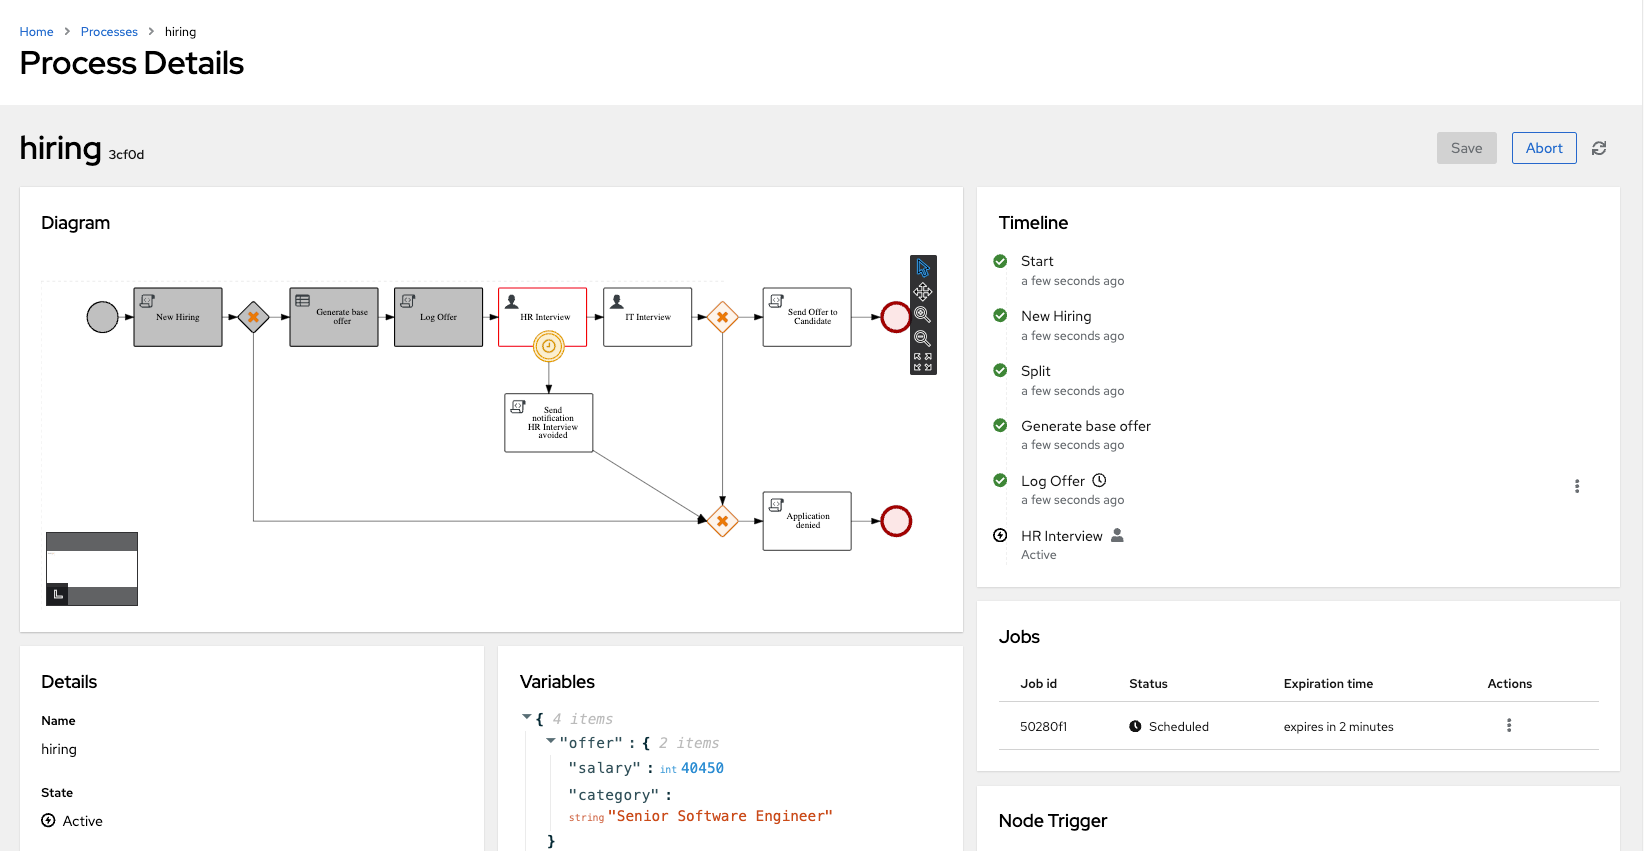 Home > Processes > hiring
Process Details
hiring 3cf0d
Save
Abort
Diagram
New Hiring
Generate base
offer
Log Offer
HR Interview
IT Interview
Send Offer to
Candidate
Send
notification
HR Interview
avoided
Application
denied
Timeline
Start
a few seconds ago
New Hiring
a few seconds ago
Split
a few seconds ago
Generate base offer
a few seconds ago
Log Offer
a few seconds ago
HR Interview
Active
Details
Name
hiring
State
Active
Variables
{ 4 items
"offer" : { 2 items
"salary" : int 40450
"category" :
string "Senior Software Engineer"
}
Jobs
Job id Status Expiration time Actions
50280f1 Scheduled expires in 2 minutes
Node Trigger